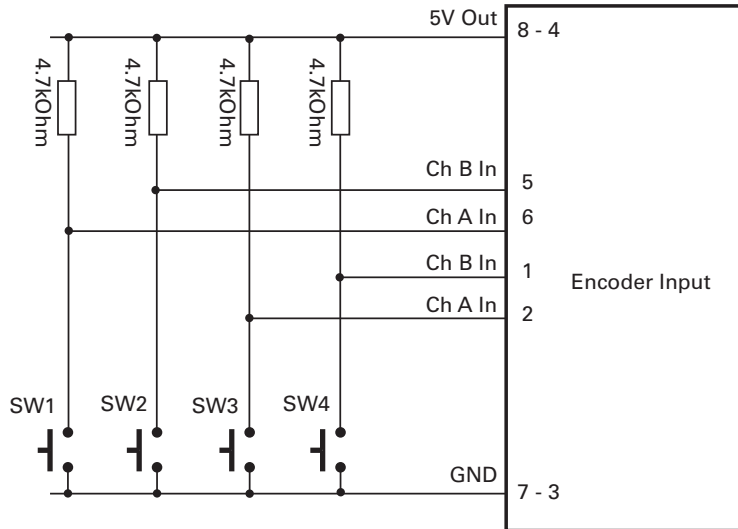 5V Out
8 - 4
4.7kOhm
4.7kOhm
4.7kOhm
4.7kOhm
Ch B In
5
Ch A In
6
Ch B In
1
Encoder Input
Ch A In
2
SW1
SW2
SW3
SW4
GND
7 - 3